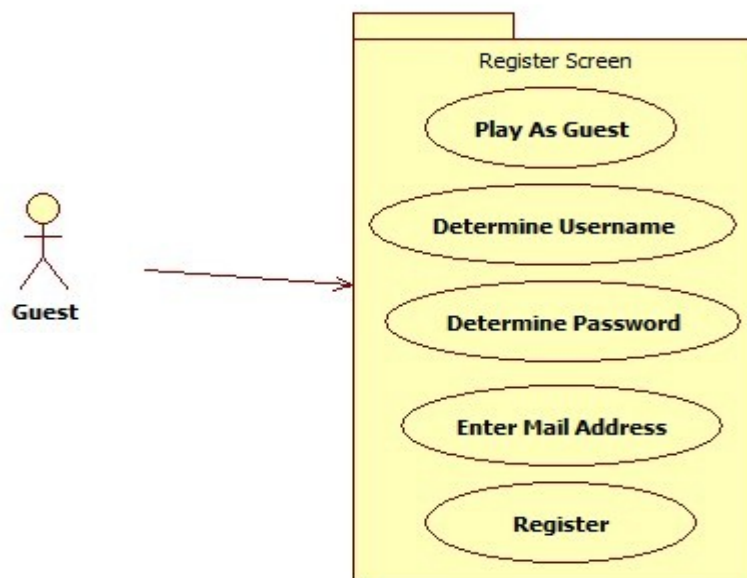 Register Screen
Play As Guest
Determine Username
Guest
Determine Password
Enter Mail Address
Register